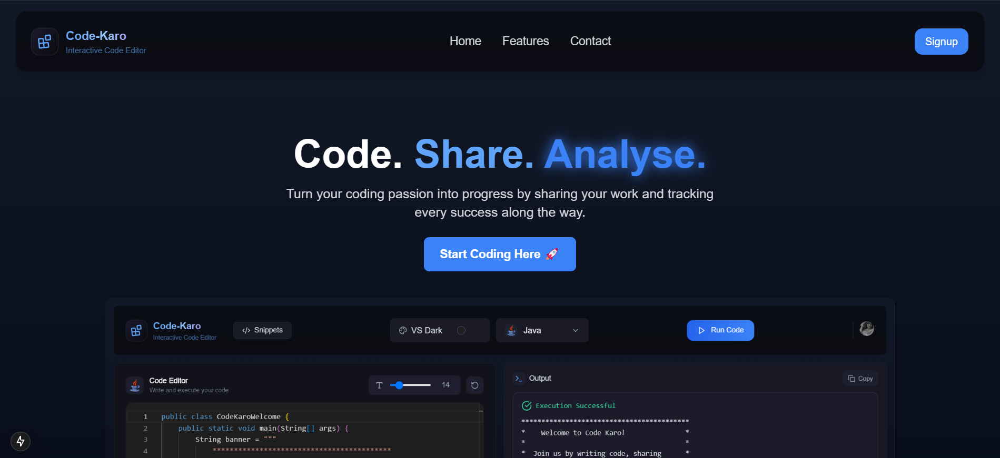 Code-Karo
Interactive Code Editor
Home Features Contact
Signup
Code. Share. Analyse.
Turn your coding passion into progress by sharing your work and tracking
every success along the way.
Start Coding Here 🚀
Code-Karo
Interactive Code Editor
</> Snippets
VS Dark
Java
Run Code
Code Editor
Write and execute your code
T 14
1 public class CodeKaroWelcome {
2 public static void main(String[] args) {
3 String banner = """
4 ******************************************
>_ Output
Copy
Execution Successful
******************************************
* Welcome to Code Karo! *
* *
* Join us by writing code, sharing *